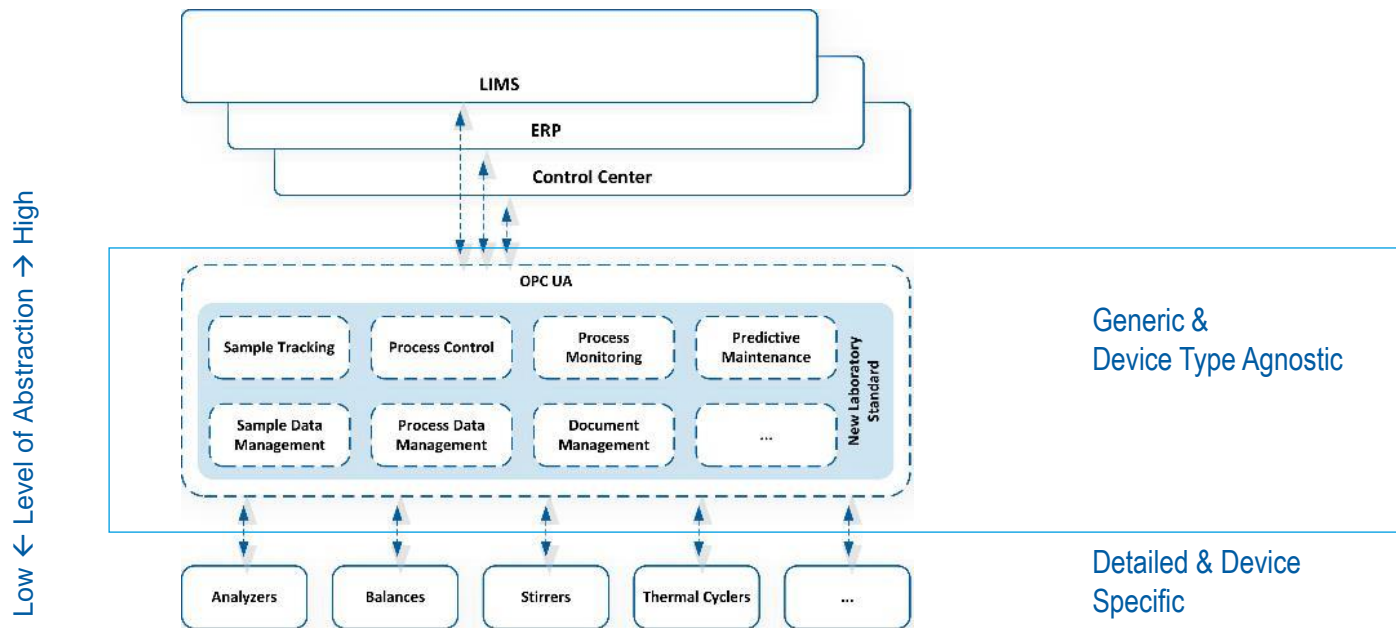 LIMS
ERP
Control Center
Low ← Level of Abstraction → High
OPC UA
Sample Tracking
Process Control
Process
Monitoring
Predictive
Maintenance
Sample Data
Management
Process Data
Management
Document
Management
...
New Laboratory
Standard
Generic &
Device Type Agnostic
Analyzers
Balances
Stirrers
Thermal Cyclers
...
Detailed & Device
Specific